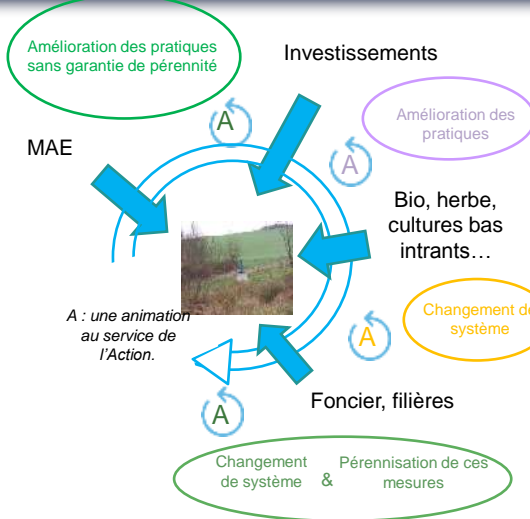 Amélioration des pratiques
sans garantie de pérennité
Investissements
A
Amélioration des
pratiques
A
MAE
Bio, herbe,
cultures bas
intrants…
A : une animation
au service de
l'Action.
Changement de
système
A
A
Foncier, filières
Changement
de système
&
Pérennisation de ces
mesures